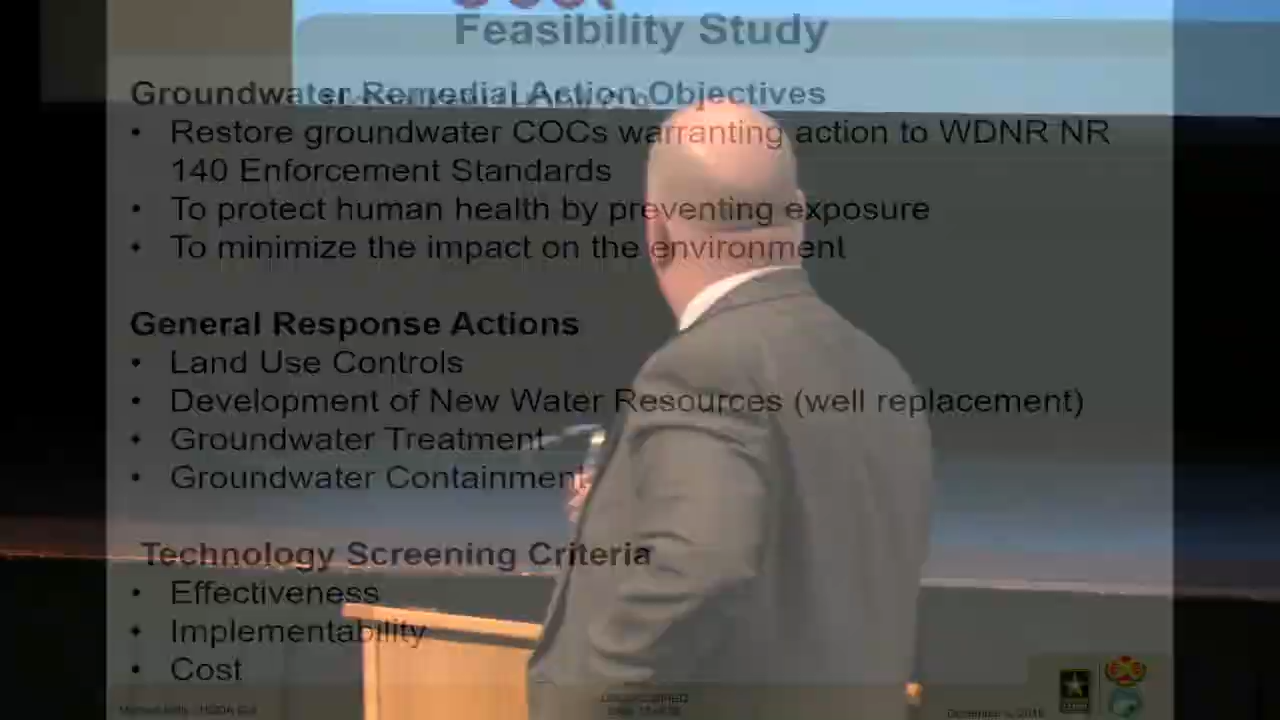 Feasibility Study
Groundwater Remedial Action Objectives
• Restore groundwater COCs warranting action to WDNR NR
140 Enforcement Standards
• To protect human health by preventing exposure
• To minimize the impact on the environment
General Response Actions
• Land Use Controls
• Development of New Water Resources (well replacement)
• Groundwater Treatment
• Groundwater Containment
Technology Screening Criteria
• Effectiveness
• Implementability
• Cost
UNCLASSIFIED